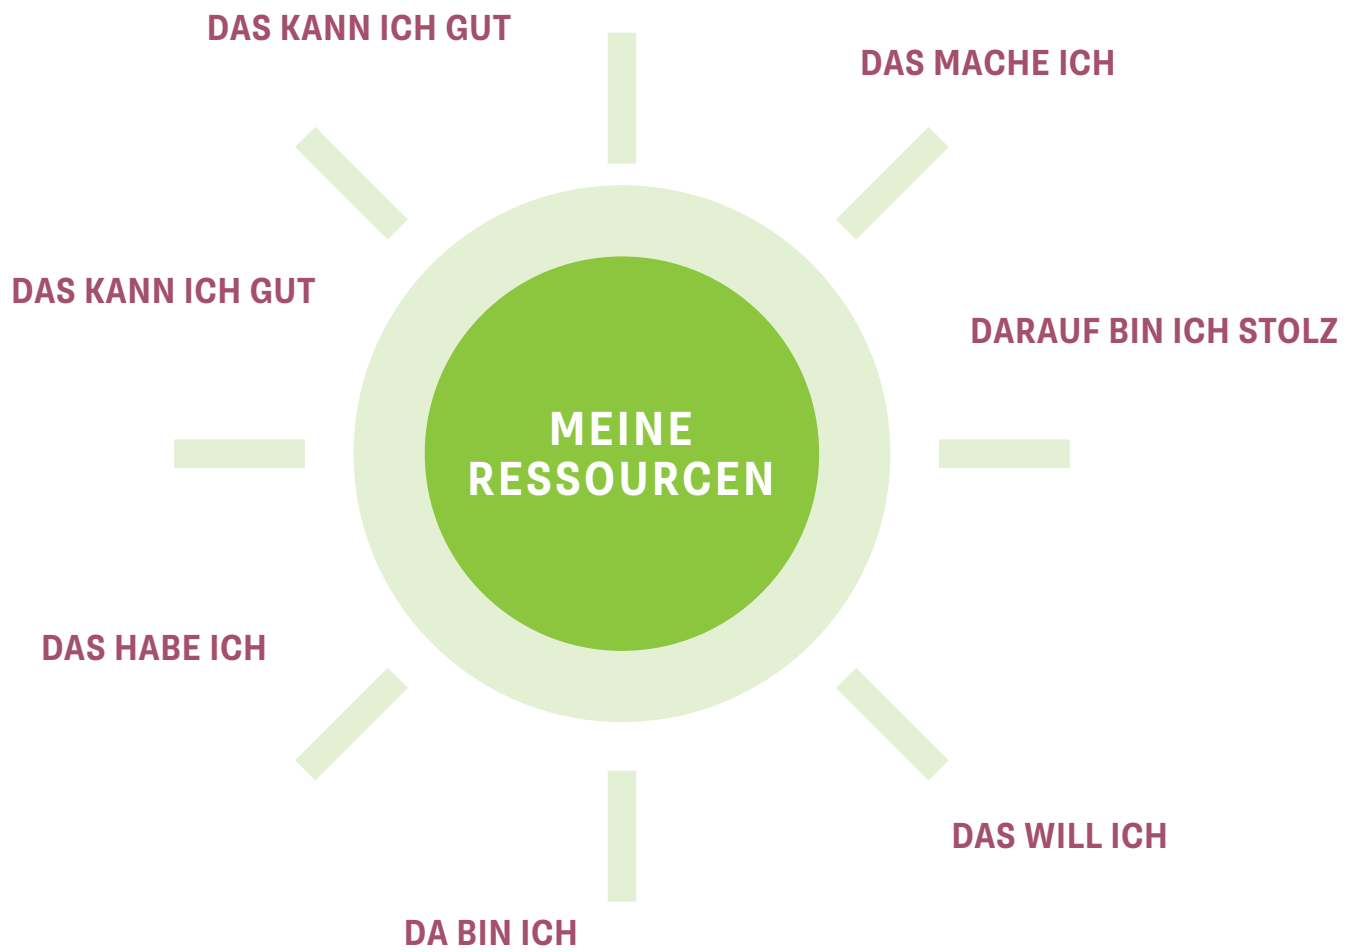 DAS KANN ICH GUT
DAS MACHE ICH
DAS KANN ICH GUT
DARAUF BIN ICH STOLZ
MEINE
RESSOURCEN
DAS HABE ICH
DAS WILL ICH
DA BIN ICH